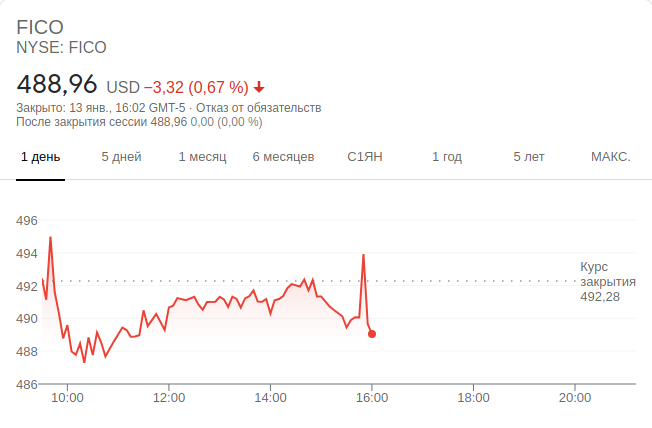 FICO
NYSE: FICO
488,96 USD −3,32 (0,67 %)
Закрыто: 13 янв., 16:02 GMT-5 · Отказ от обязательств
После закрытия сессии 488,96 0,00 (0,00 %)
1 день 5 дней 1 месяц 6 месяцев С1ЯН 1 год 5 лет МАКС.
496
494
Курс
закрытия
492,28
492
490
488
486
10:00 12:00 14:00 16:00 18:00 20:00